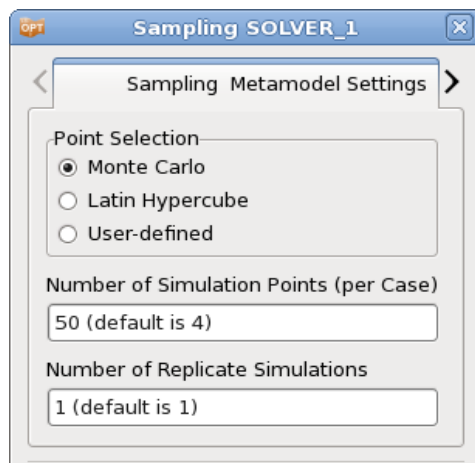 OPT Sampling SOLVER_1
Sampling Metamodel Settings
Point Selection
Monte Carlo
Latin Hypercube
User-defined
Number of Simulation Points (per Case)
50 (default is 4)
Number of Replicate Simulations
1 (default is 1)